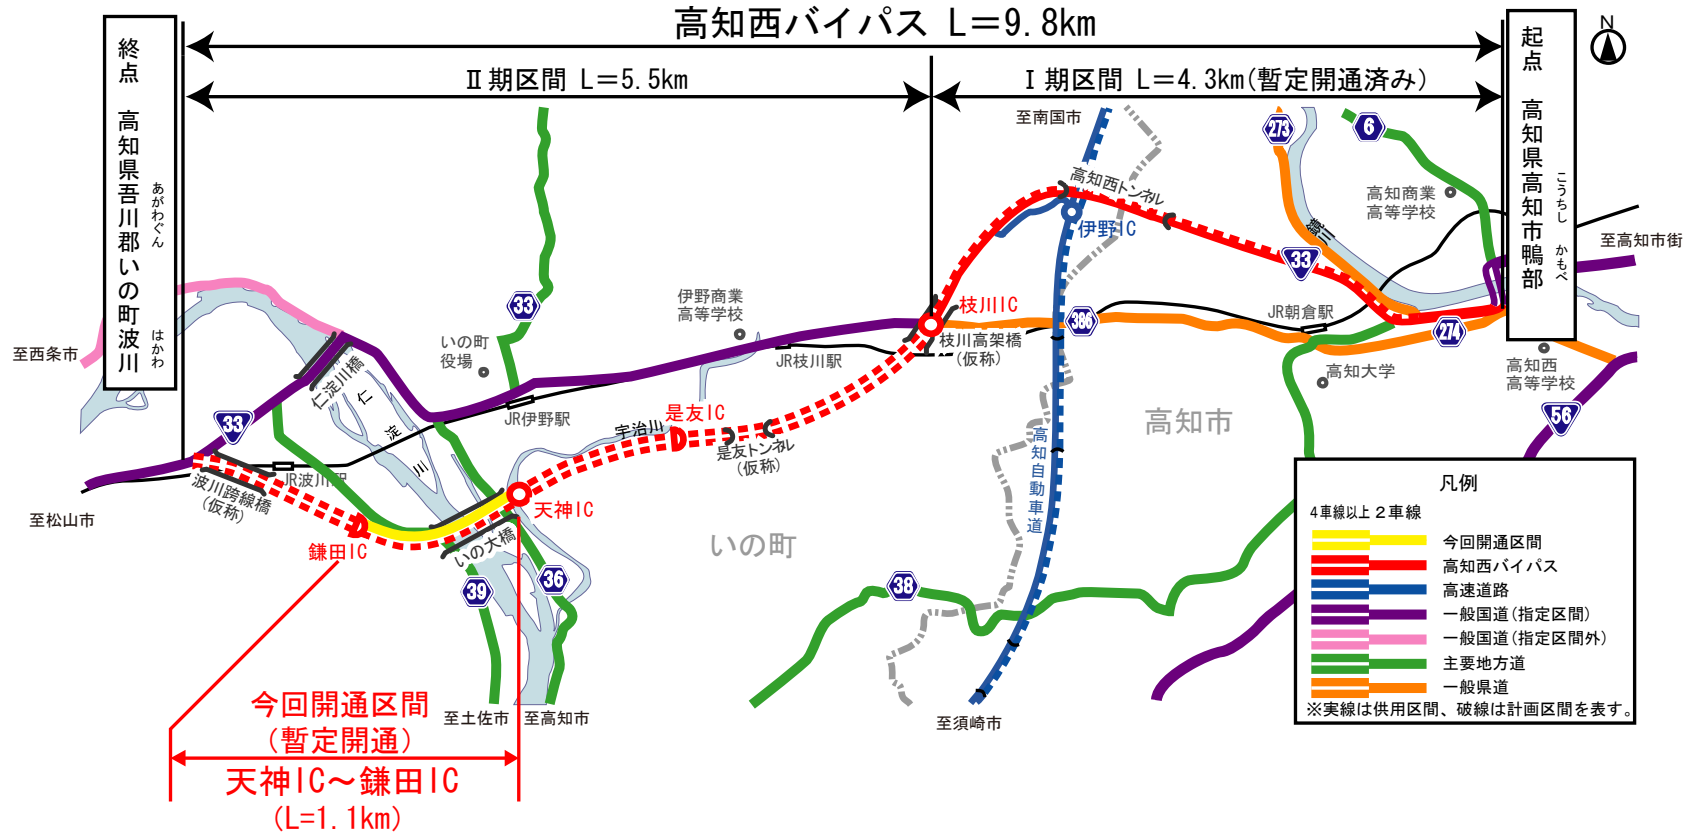 高知西バイパス L=9.8km
Ⅱ期区間 L=5.5km
Ⅰ期区間 L=4.3km(暫定開通済み)
終点 高知県吾川郡いの町波川
あがわぐん
はかわ
起点 高知県高知市鴨部
こうちし かもべ
N
至南国市
273
6
高知商業
高等学校
高知西トンネル
鏡川
伊野IC
33
至高知市街
伊野商業
高等学校
33
枝川IC
386
JR朝倉駅
274
枝川高架橋
(仮称)
いの町
役場
JR枝川駅
至西条市
仁淀川橋
仁淀川
高知大学
高知西
高等学校
33
JR伊野駅
宇治川
是友IC
是友トンネル
(仮称)
高知市
56
高知自動車道
JR波川駅
波川跨線橋
(仮称)
至松山市
天神IC
鎌田IC
いの大橋
いの町
39
36
38
凡例
4車線以上 2車線
今回開通区間
高知西バイパス
高速道路
一般国道(指定区間)
一般国道(指定区間外)
主要地方道
一般県道
※実線は供用区間、破線は計画区間を表す。
今回開通区間
(暫定開通)
天神IC〜鎌田IC
(L=1.1km)
至土佐市
至高知市
至須崎市